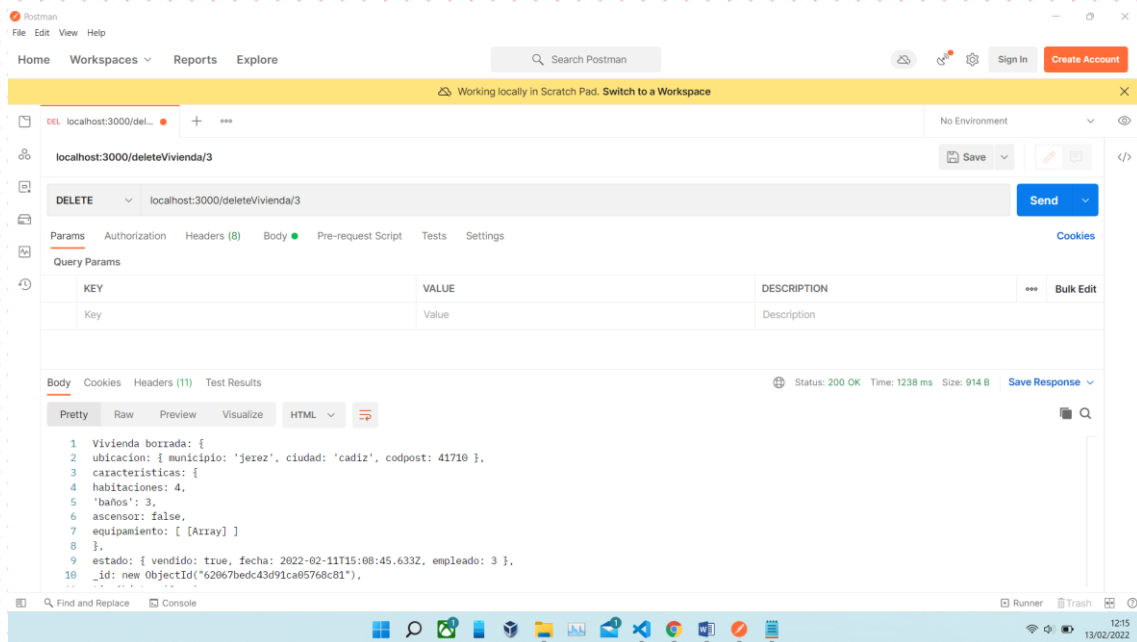 Postman
File Edit View Help
Home Workspaces Reports Explore
Search Postman
Sign In
Create Account
Working locally in Scratch Pad. Switch to a Workspace
DEL localhost:3000/del...
No Environment
localhost:3000/deleteVivienda/3
Save
DELETE localhost:3000/deleteVivienda/3
Send
Params Authorization Headers (8) Body Pre-request Script Tests Settings
Cookies
Query Params
KEY VALUE DESCRIPTION Bulk Edit
Key Value Description
Body Cookies Headers (11) Test Results
Status: 200 OK Time: 1238 ms Size: 914 B Save Response
Pretty Raw Preview Visualize HTML
1 Vivienda borrada: {
2 ubicacion: { municipio: 'jerez', ciudad: 'cadiz', codpost: 41710 },
3 caracteristicas: {
4 habitaciones: 4,
5 'baños': 3,
6 ascensor: false,
7 equipamiento: [ [Array] ]
8 },
9 estado: { vendido: true, fecha: 2022-02-11T15:08:45.633Z, empleado: 3 },
10 _id: new ObjectId("62067bedc43d91ca05768c81"),
Find and Replace Console
Runner Trash
12:15
13/02/2022